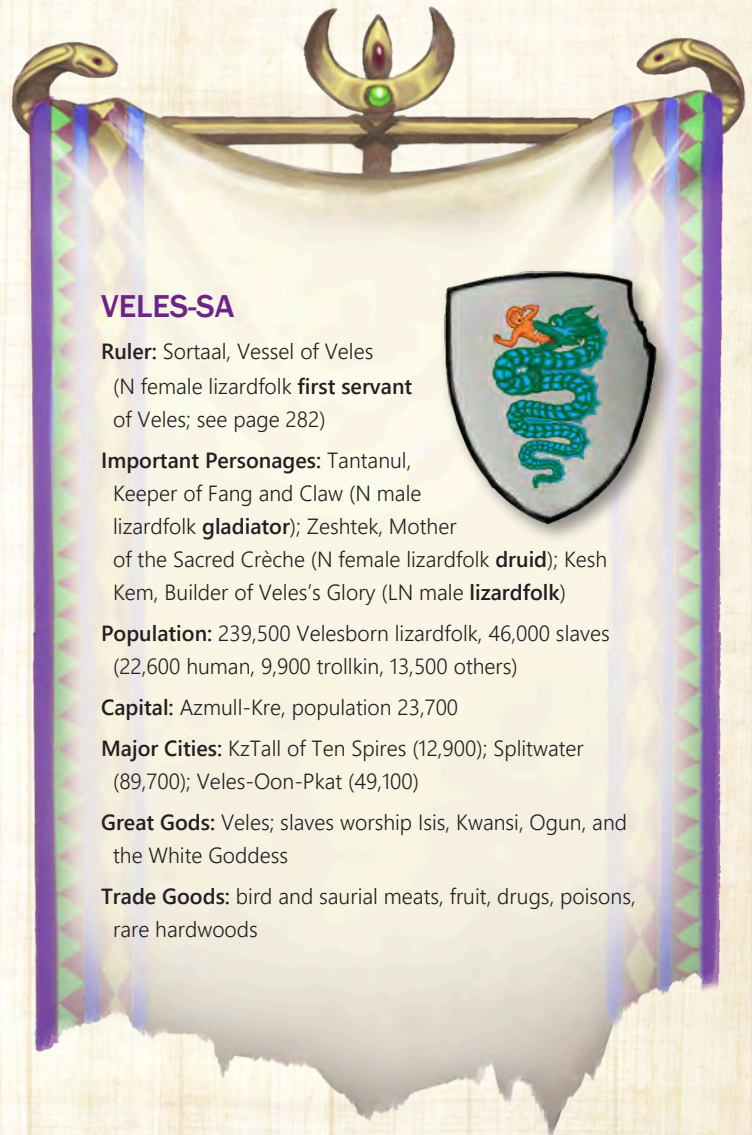 VELES-SA
Ruler: Sortaal, Vessel of Veles
(N female lizardfolk first servant
of Veles; see page 282)
Important Personages: Tantanul,
Keeper of Fang and Claw (N male
lizardfolk gladiator); Zeshtek, Mother
of the Sacred Crèche (N female lizardfolk druid); Kesh
Kem, Builder of Veles’s Glory (LN male lizardfolk)
Population: 239,500 Velesborn lizardfolk, 46,000 slaves
(22,600 human, 9,900 trollkin, 13,500 others)
Capital: Azmull-Kre, population 23,700
Major Cities: KzTall of Ten Spires (12,900); Splitwater
(89,700); Veles-Oon-Pkat (49,100)
Great Gods: Veles; slaves worship Isis, Kwansi, Ogun, and
the White Goddess
Trade Goods: bird and saurial meats, fruit, drugs, poisons,
rare hardwoods